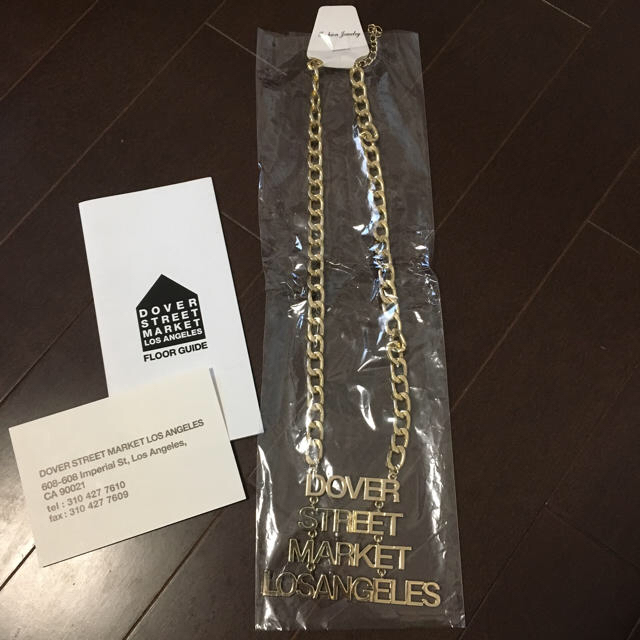 Fashion Jewelry
DOVER
STREET
MARKET
LOS ANGELES
FLOOR GUIDE
DOVER STREET MARKET LOS ANGELES
608-608 Imperial St, Los Angeles,
CA 90021
tel : 310 427 7610
fax : 310 427 7609
DOVER
STREET
MARKET
LOSANGELES